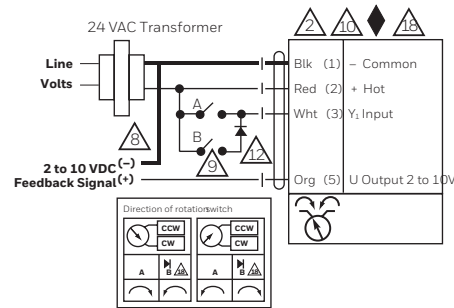 24 VAC Transformer
2 10 18
Line
Volts
Blk (1) – Common
Red (2) + Hot
A
Wht (3) Y₁ Input
B
8
9
12
2 to 10 VDC (–)
Feedback Signal (+)
Org (5) U Output 2 to 10V
Direction of rotation switch
CCW CCW
CW CW
A B 18 A B 18